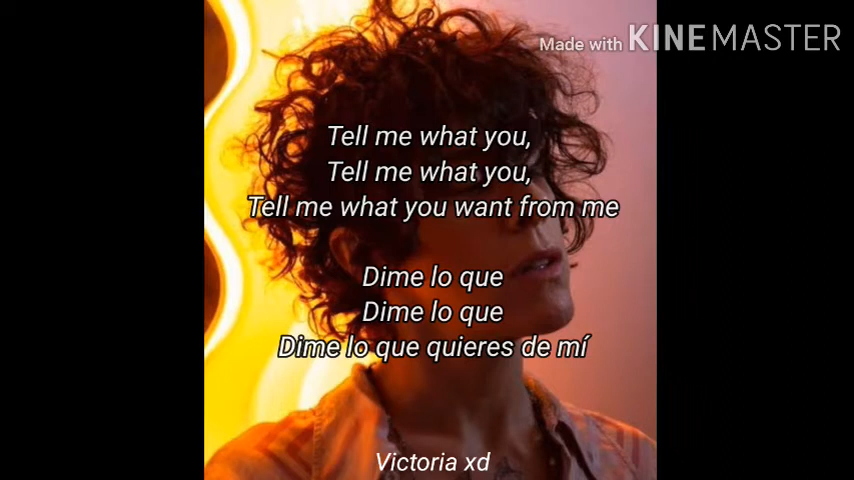 Made with KINEMASTER
Tell me what you,
Tell me what you,
Tell me what you want from me
Dime lo que
Dime lo que
Dime lo que quieres de mí
Victoria xd